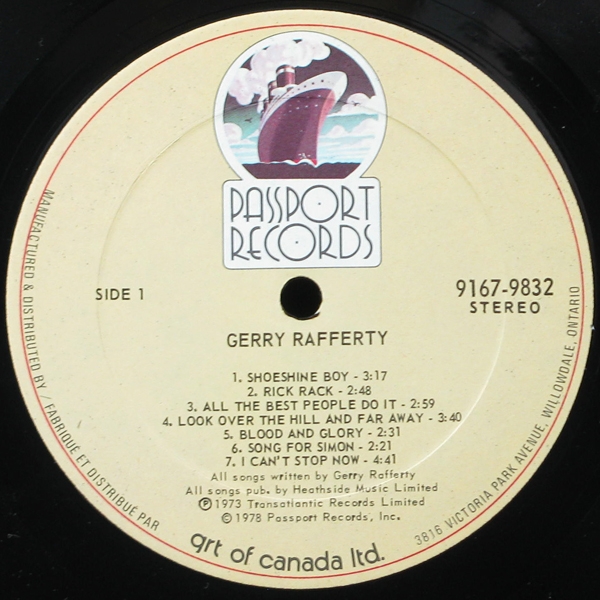 PASSPORT
RECORDS
SIDE 1
9167-9832
STEREO
GERRY RAFFERTY
1. SHOESHINE BOY - 3:17
2. RICK RACK - 2:48
3. ALL THE BEST PEOPLE DO IT - 2:59
4. LOOK OVER THE HILL AND FAR AWAY - 3:40
5. BLOOD AND GLORY - 2:31
6. SONG FOR SIMON - 2:21
7. I CAN'T STOP NOW - 4:41
All songs written by Gerry Rafferty
All songs pub. by Heathside Music Limited
Ⓟ 1973 Transatlantic Records Limited
© 1978 Passport Records, Inc.
MANUFACTURED & DISTRIBUTED BY / FABRIQUÉ ET DISTRIBUÉ PAR
qrt of canada ltd.
3816 VICTORIA PARK AVENUE, WILLOWDALE, ONTARIO